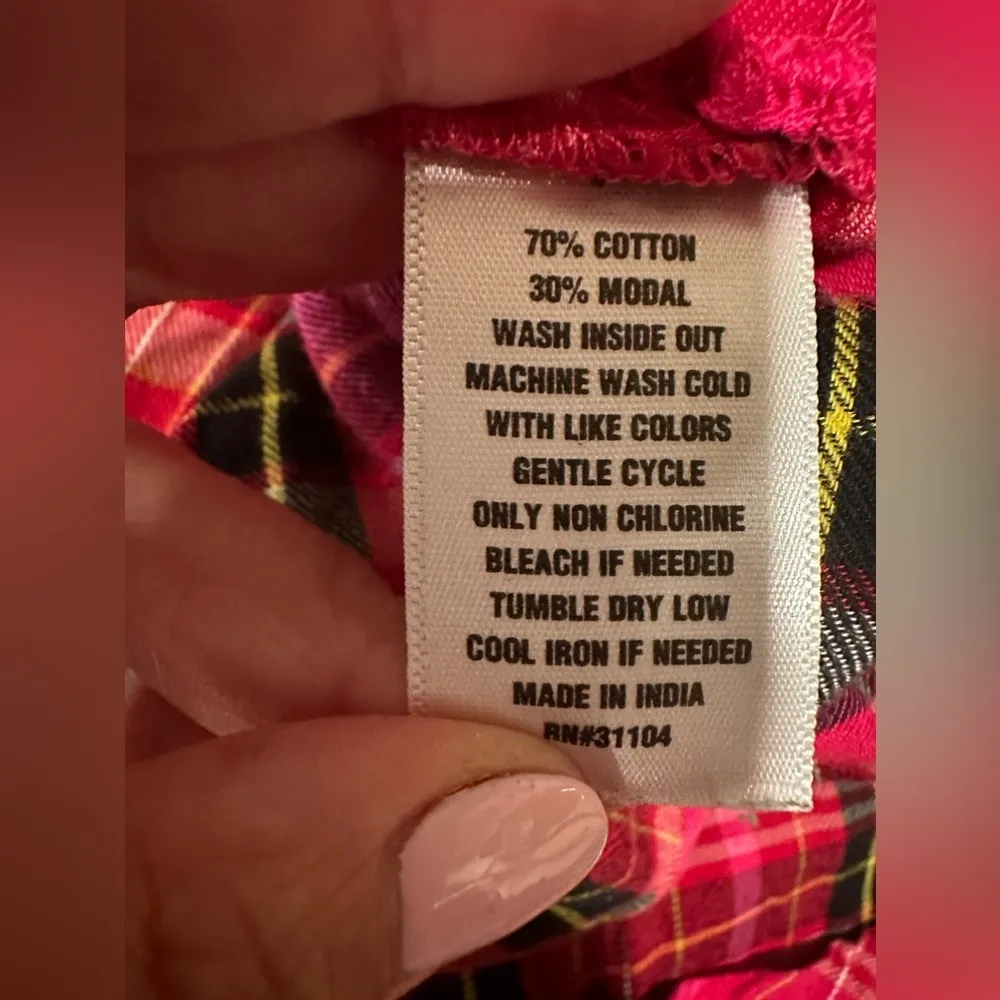 70% COTTON
30% MODAL
WASH INSIDE OUT
MACHINE WASH COLD
WITH LIKE COLORS
GENTLE CYCLE
ONLY NON CHLORINE
BLEACH IF NEEDED
TUMBLE DRY LOW
COOL IRON IF NEEDED
MADE IN INDIA
RN#31104